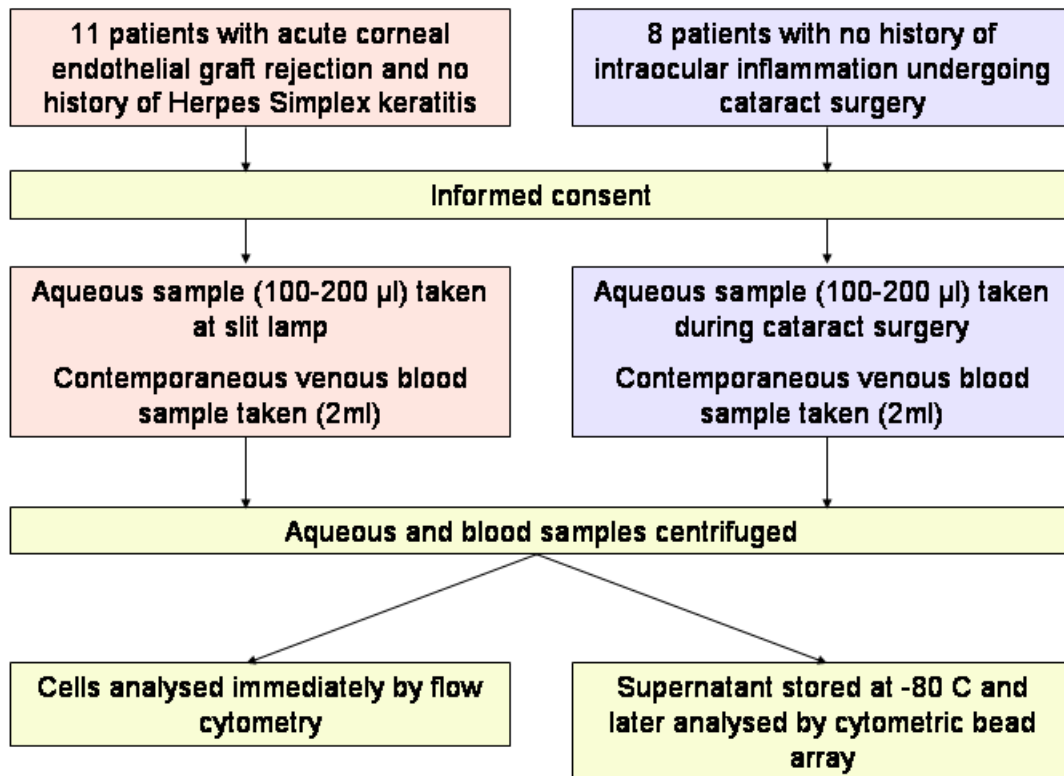 11 patients with acute corneal
endothelial graft rejection and no
history of Herpes Simplex keratitis
8 patients with no history of
intraocular inflammation undergoing
cataract surgery
Informed consent
Aqueous sample (100-200 µl) taken
at slit lamp
Contemporaneous venous blood
sample taken (2ml)
Aqueous sample (100-200 µl) taken
during cataract surgery
Contemporaneous venous blood
sample taken (2ml)
Aqueous and blood samples centrifuged
Cells analysed immediately by flow
cytometry
Supernatant stored at -80 C and
later analysed by cytometric bead
array